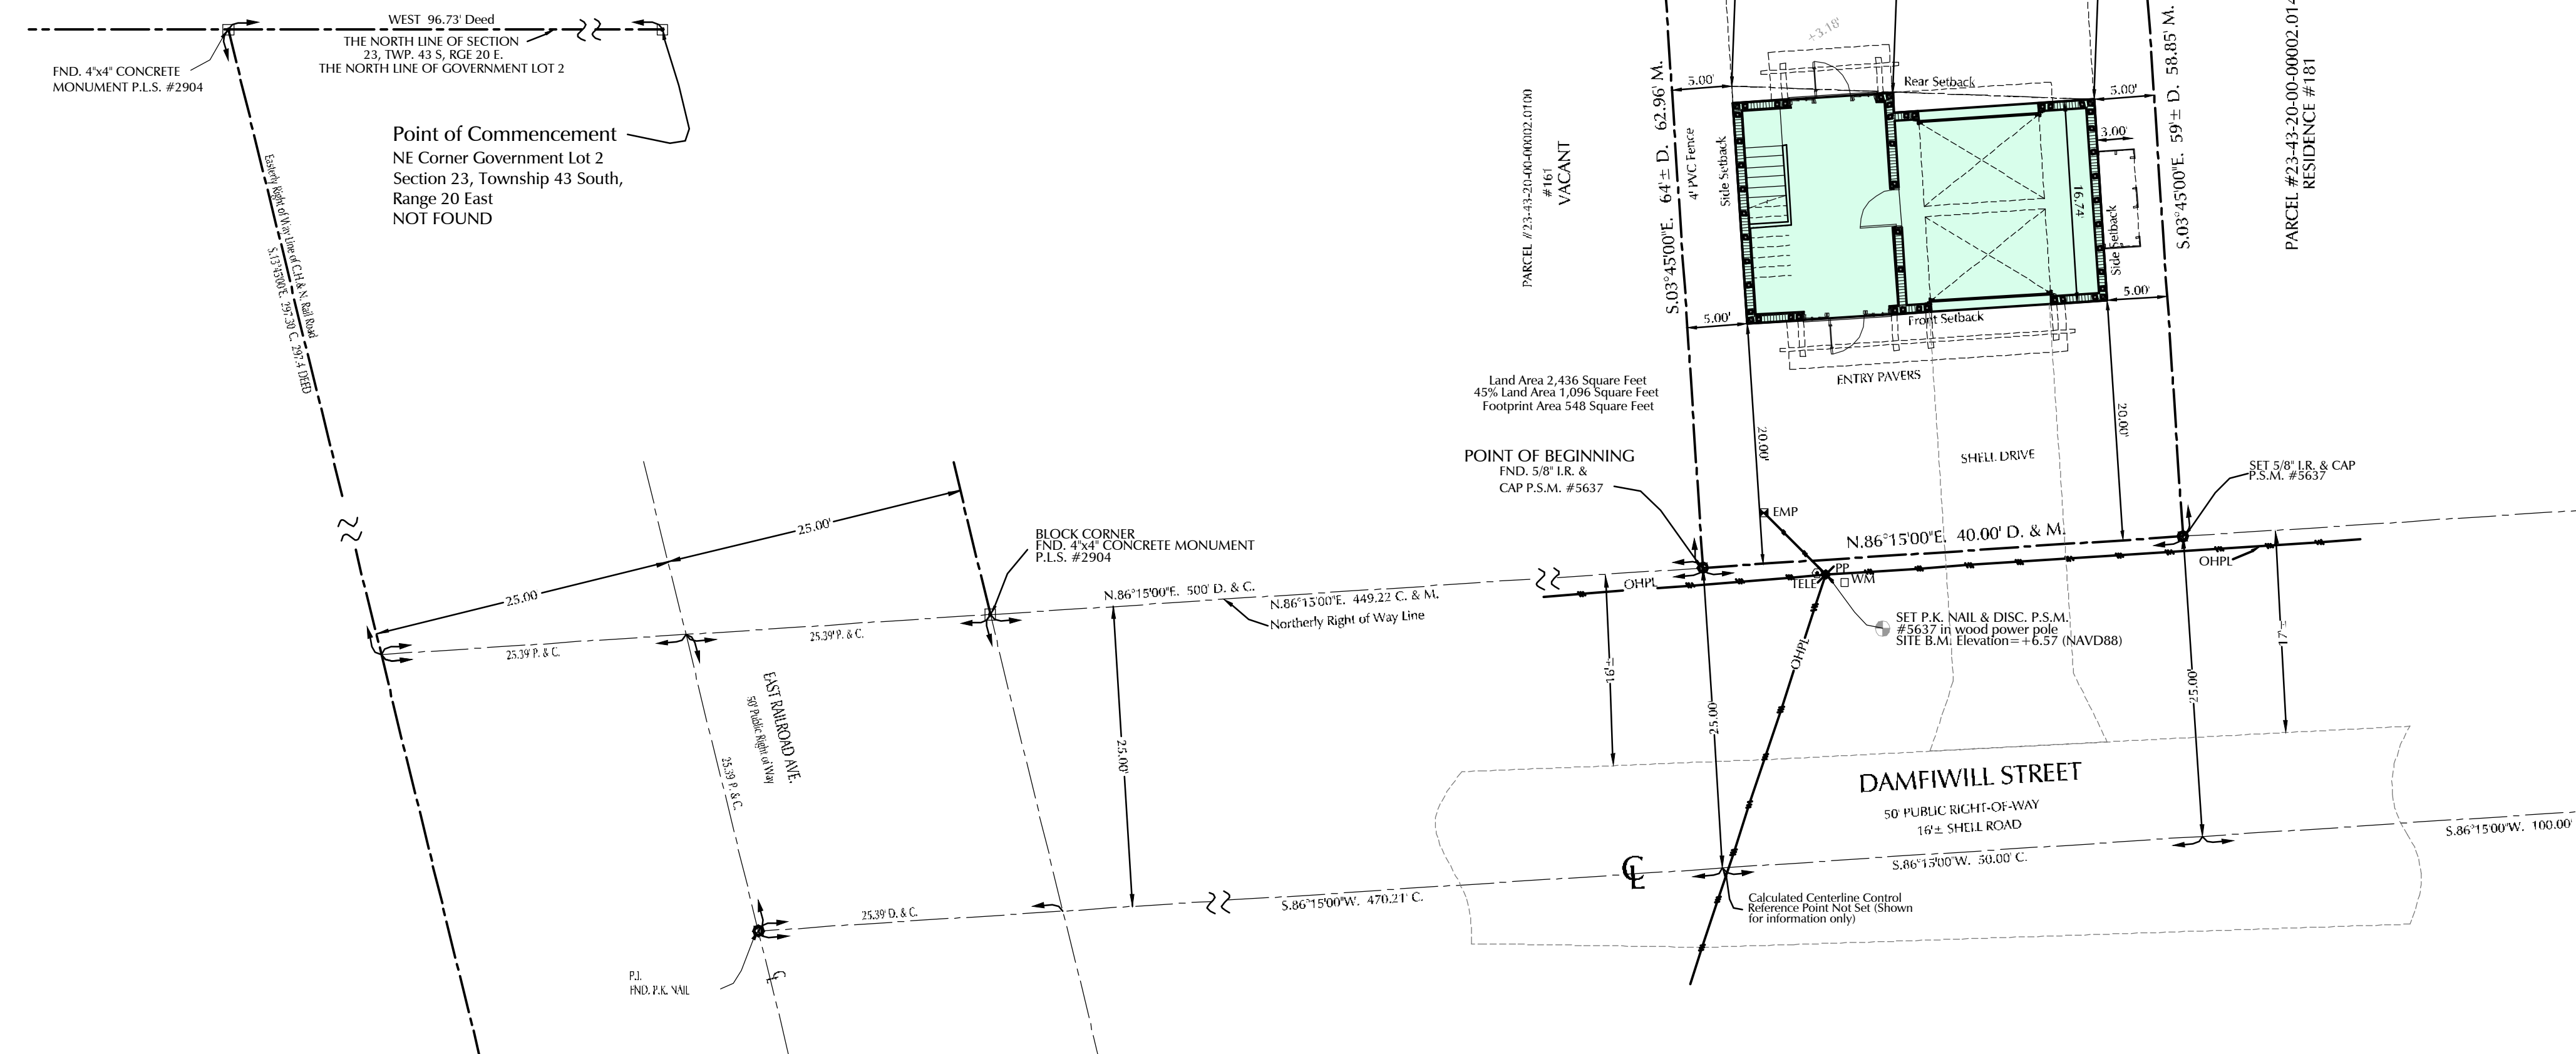 WEST 96.73' Deed
THE NORTH LINE OF SECTION
23, TWP. 43 S, RGE 20 E.
THE NORTH LINE OF GOVERNMENT LOT 2
FND. 4"x4" CONCRETE
MONUMENT P.L.S. #2904
Point of Commencement
NE Corner Government Lot 2
Section 23, Township 43 South,
Range 20 East
NOT FOUND
Easterly Right of Way Line of C.H.& N. Rail Road
S.13°45'00"E. 297.30 C. 297.4 DEED
25.00
25.00'
BLOCK CORNER
FND. 4"x4" CONCRETE MONUMENT
P.L.S. #2904
25.39' P. & C.
25.39' P. & C.
N.86°15'00"E. 500' D. & C.
N.86°15'00"E. 449.22 C. & M.
Northerly Right of Way Line
EAST RAILROAD AVE.
50' Public Right of Way
25.39 P. & C.
25.00'
25.39' D. & C.
S.86°15'00"W. 470.21' C.
P.I.
FND. P.K. NAIL
CL
+3.18'
PARCEL #23-43-20-00-00002.0100
#161
VACANT
S.03°45'00"E. 64'± D. 62.96' M.
4' PVC Fence
Side Setback
5.00'
Rear Setback
5.00'
3.00'
16.74'
Side Setback
5.00'
5.00'
Front Setback
S.03°45'00"E. 59'± D. 58.85' M.
PARCEL #23-43-20-00-00002.014
RESIDENCE #181
ENTRY PAVERS
Land Area 2,436 Square Feet
45% Land Area 1,096 Square Feet
Footprint Area 548 Square Feet
20.00'
20.00'
SHELL DRIVE
POINT OF BEGINNING
FND. 5/8" I.R. &
CAP P.S.M. #5637
SET 5/8" I.R. & CAP
P.S.M. #5637
EMP
N.86°15'00"E. 40.00' D. & M.
OHPL
TELE
PP
WM
OHPL
OHPL
SET P.K. NAIL & DISC. P.S.M.
#5637 in wood power pole
SITE B.M. Elevation=+6.57 (NAVD88)
16'±
25.00'
25.00'
17'±
DAMFIWILL STREET
50' PUBLIC RIGHT-OF-WAY
16'± SHELL ROAD
CL
S.86°15'00"W. 50.00' C.
S.86°15'00"W. 100.00'
Calculated Centerline Control
Reference Point Not Set (Shown
for information only)